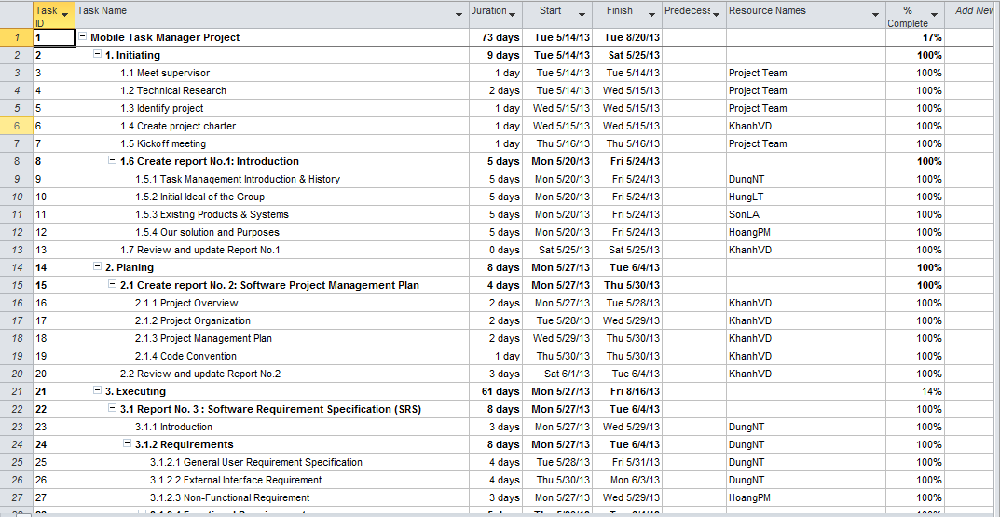 Task ID Task Name Duration Start Finish Predecess Resource Names % Complete Add New
1 1 Mobile Task Manager Project 73 days Tue 5/14/13 Tue 8/20/13 17%
2 2 1. Initiating 9 days Tue 5/14/13 Sat 5/25/13 100%
3 3 1.1 Meet supervisor 1 day Tue 5/14/13 Tue 5/14/13 Project Team 100%
4 4 1.2 Technical Research 2 days Tue 5/14/13 Wed 5/15/13 Project Team 100%
5 5 1.3 Identify project 1 day Wed 5/15/13 Wed 5/15/13 Project Team 100%
6 6 1.4 Create project charter 1 day Wed 5/15/13 Wed 5/15/13 KhanhVD 100%
7 7 1.5 Kickoff meeting 1 day Thu 5/16/13 Thu 5/16/13 Project Team 100%
8 8 1.6 Create report No.1: Introduction 5 days Mon 5/20/13 Fri 5/24/13 100%
9 9 1.5.1 Task Management Introduction & History 5 days Mon 5/20/13 Fri 5/24/13 DungNT 100%
10 10 1.5.2 Initial Ideal of the Group 5 days Mon 5/20/13 Fri 5/24/13 HungLT 100%
11 11 1.5.3 Existing Products & Systems 5 days Mon 5/20/13 Fri 5/24/13 SonLA 100%
12 12 1.5.4 Our solution and Purposes 5 days Mon 5/20/13 Fri 5/24/13 HoangPM 100%
13 13 1.7 Review and update Report No.1 0 days Sat 5/25/13 Sat 5/25/13 KhanhVD 100%
14 14 2. Planing 8 days Mon 5/27/13 Tue 6/4/13 100%
15 15 2.1 Create report No. 2: Software Project Management Plan 4 days Mon 5/27/13 Thu 5/30/13 100%
16 16 2.1.1 Project Overview 2 days Mon 5/27/13 Tue 5/28/13 KhanhVD 100%
17 17 2.1.2 Project Organization 2 days Tue 5/28/13 Wed 5/29/13 KhanhVD 100%
18 18 2.1.3 Project Management Plan 2 days Wed 5/29/13 Thu 5/30/13 KhanhVD 100%
19 19 2.1.4 Code Convention 1 day Thu 5/30/13 Thu 5/30/13 KhanhVD 100%
20 20 2.2 Review and update Report No.2 3 days Sat 6/1/13 Tue 6/4/13 KhanhVD 100%
21 21 3. Executing 61 days Mon 5/27/13 Fri 8/16/13 14%
22 22 3.1 Report No. 3 : Software Requirement Specification (SRS) 8 days Mon 5/27/13 Tue 6/4/13 100%
23 23 3.1.1 Introduction 3 days Mon 5/27/13 Wed 5/29/13 DungNT 100%
24 24 3.1.2 Requirements 8 days Mon 5/27/13 Tue 6/4/13 DungNT 100%
25 25 3.1.2.1 General User Requirement Specification 4 days Tue 5/28/13 Fri 5/31/13 DungNT 100%
26 26 3.1.2.2 External Interface Requirement 4 days Thu 5/30/13 Mon 6/3/13 DungNT 100%
27 27 3.1.2.3 Non-Functional Requirement 3 days Mon 5/27/13 Wed 5/29/13 HoangPM 100%